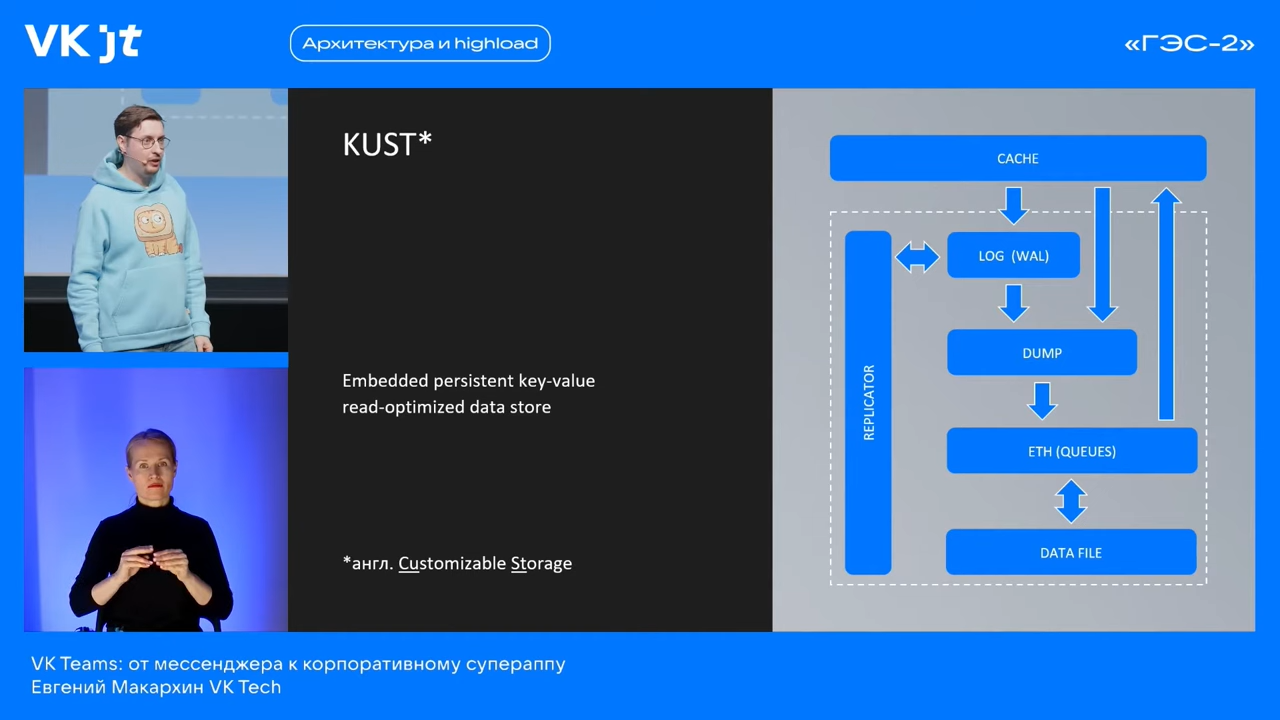 VK jt
Архитектура и highload
«ГЭС-2»
KUST*
Embedded persistent key-value
read-optimized data store
*англ. Customizable Storage
CACHE
LOG (WAL)
DUMP
REPLICATOR
ETH (QUEUES)
DATA FILE
VK Teams: от мессенджера к корпоративному супераппу
Евгений Макархин VK Tech